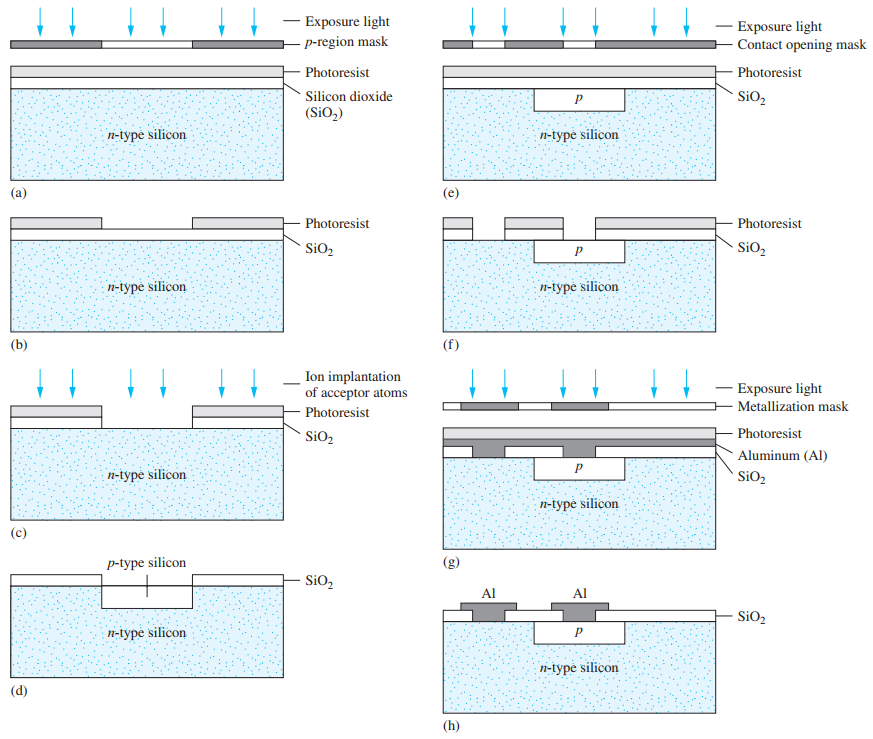 Exposure light
p-region mask
Photoresist
Silicon dioxide
(SiO₂)
n-type silicon
(a)
Photoresist
SiO₂
n-type silicon
(b)
Ion implantation
of acceptor atoms
Photoresist
SiO₂
n-type silicon
(c)
p-type silicon
SiO₂
n-type silicon
(d)
Exposure light
Contact opening mask
Photoresist
SiO₂
p
n-type silicon
(e)
Photoresist
SiO₂
p
n-type silicon
(f)
Exposure light
Metallization mask
Photoresist
Aluminum (Al)
SiO₂
p
n-type silicon
(g)
Al Al
SiO₂
p
n-type silicon
(h)